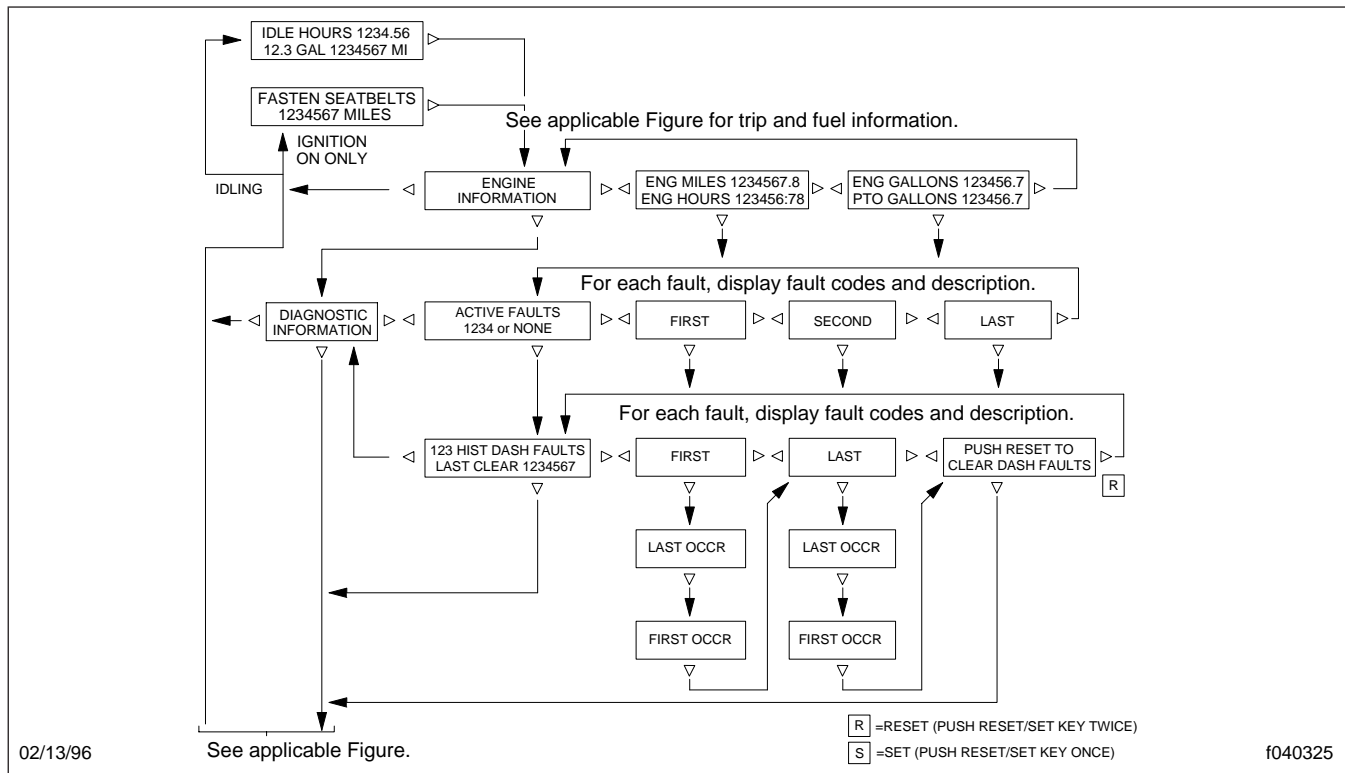 IDLE HOURS 1234.56
12.3 GAL 1234567 MI
FASTEN SEATBELTS
1234567 MILES
See applicable Figure for trip and fuel information.
IGNITION
ON ONLY
IDLING
ENGINE
INFORMATION
ENG MILES 1234567.8
ENG HOURS 123456:78
ENG GALLONS 123456.7
PTO GALLONS 123456.7
For each fault, display fault codes and description.
DIAGNOSTIC
INFORMATION
ACTIVE FAULTS
1234 or NONE
FIRST
SECOND
LAST
For each fault, display fault codes and description.
123 HIST DASH FAULTS
LAST CLEAR 1234567
FIRST
LAST
PUSH RESET TO
CLEAR DASH FAULTS
R
LAST OCCR
LAST OCCR
FIRST OCCR
FIRST OCCR
R =RESET (PUSH RESET/SET KEY TWICE)
S =SET (PUSH RESET/SET KEY ONCE)
02/13/96
See applicable Figure.
f040325